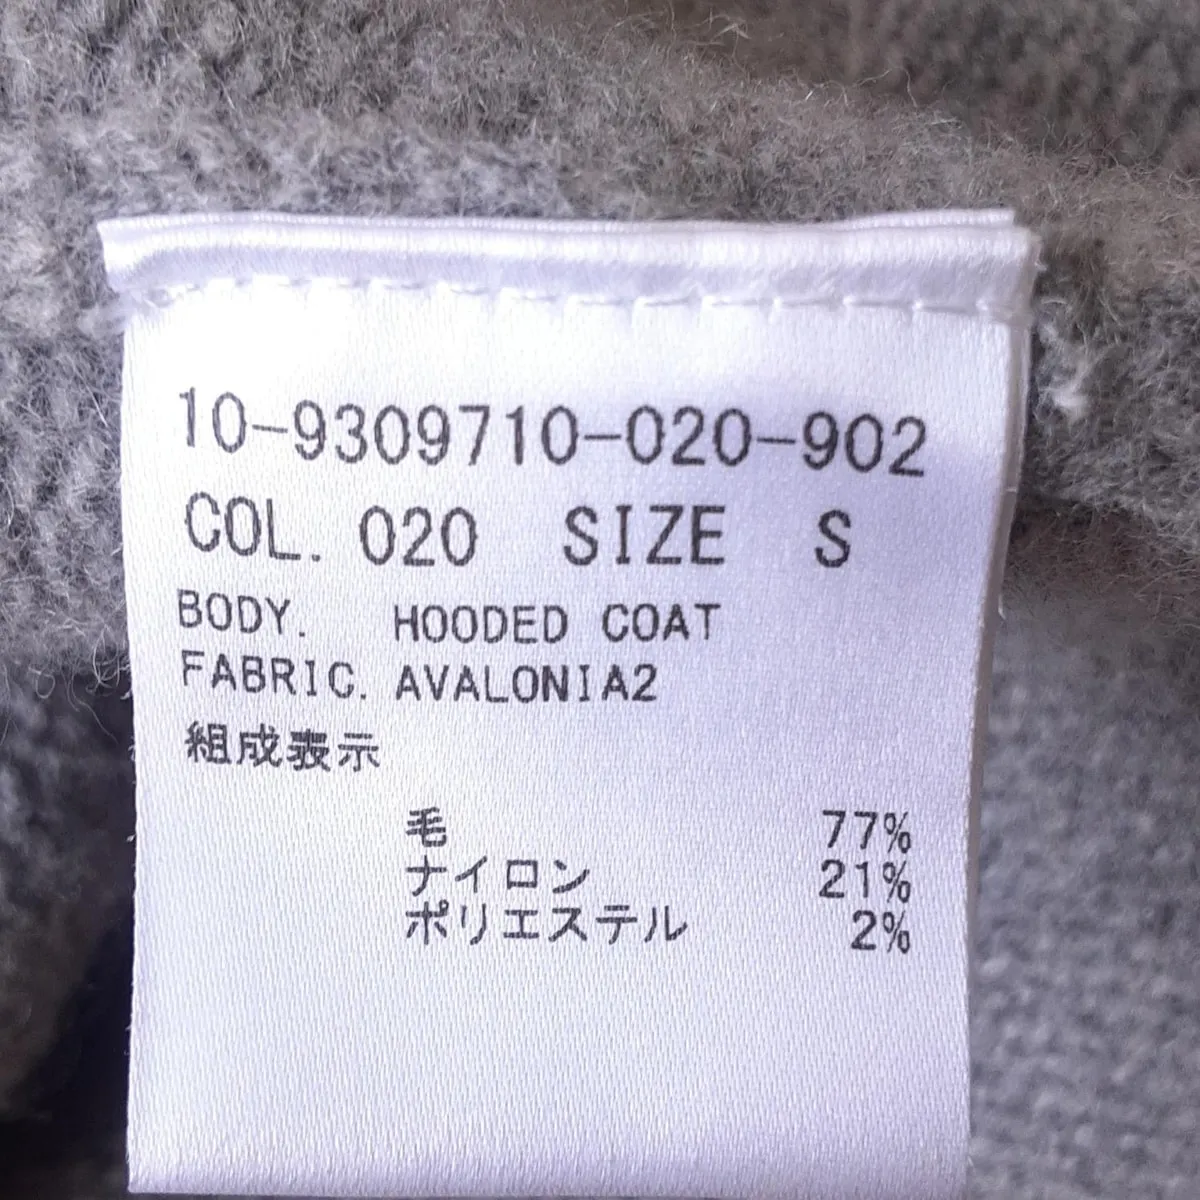 10-9309710-020-902
COL. 020 SIZE S
BODY. HOODED COAT
FABRIC. AVALONIA2
組成表示
毛 77%
ナイロン 21%
ポリエステル 2%